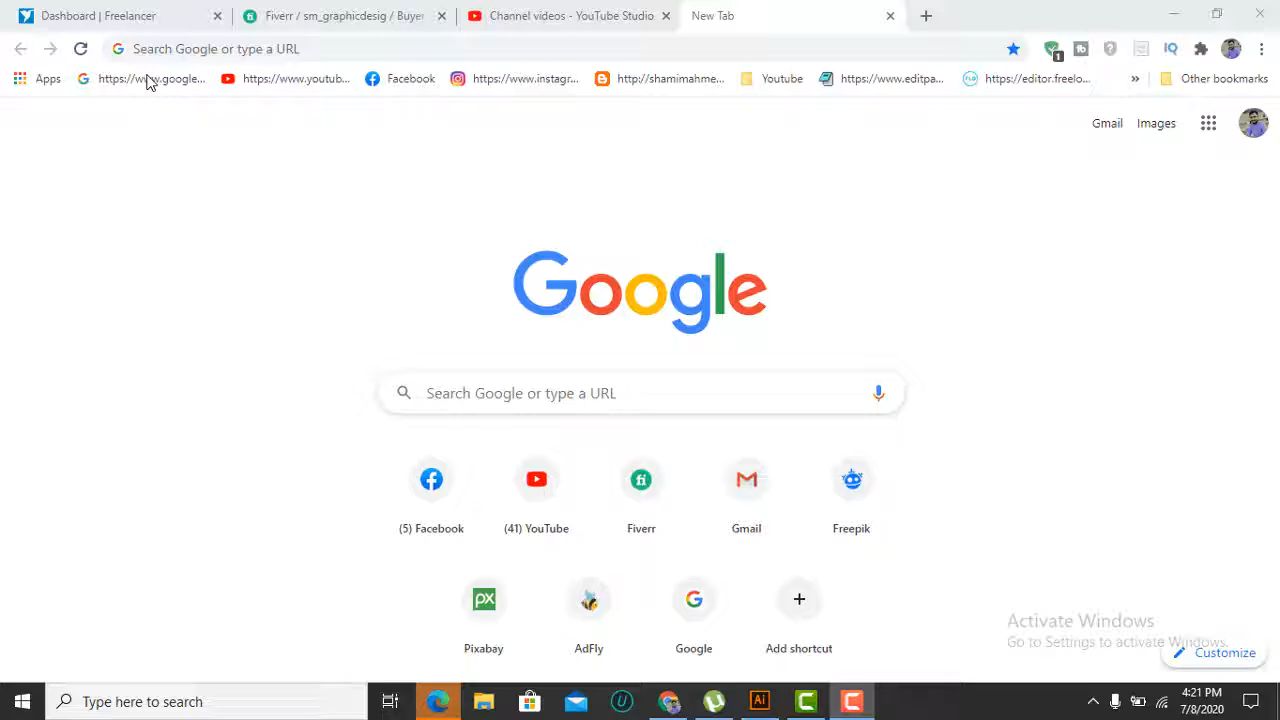 Dashboard | Freelancer
Fiverr / sm_graphicdesig / Buyer
Channel videos - YouTube Studio
New Tab
Search Google or type a URL
1
Apps
https://www.google...
https://www.youtub...
Facebook
https://www.instagr...
http://shamimahme...
Youtube
https://www.editpa...
https://editor.freelo...
»
Other bookmarks
Gmail
Images
Google
Search Google or type a URL
(5) Facebook
(41) YouTube
Fiverr
Gmail
Freepik
Pixabay
AdFly
Google
Add shortcut
Activate Windows
Go to Settings to activate Windows.
Customize
Type here to search
4:21 PM
7/8/2020